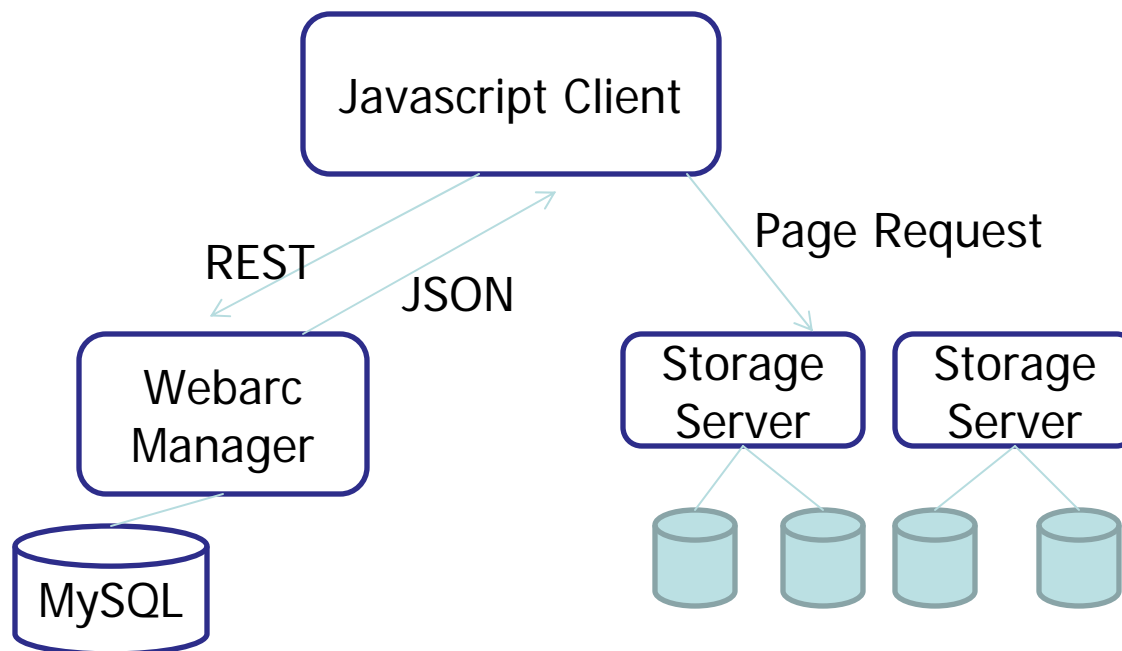 Javascript Client
REST
JSON
Page Request
Webarc
Manager
Storage
Server
Storage
Server
MySQL